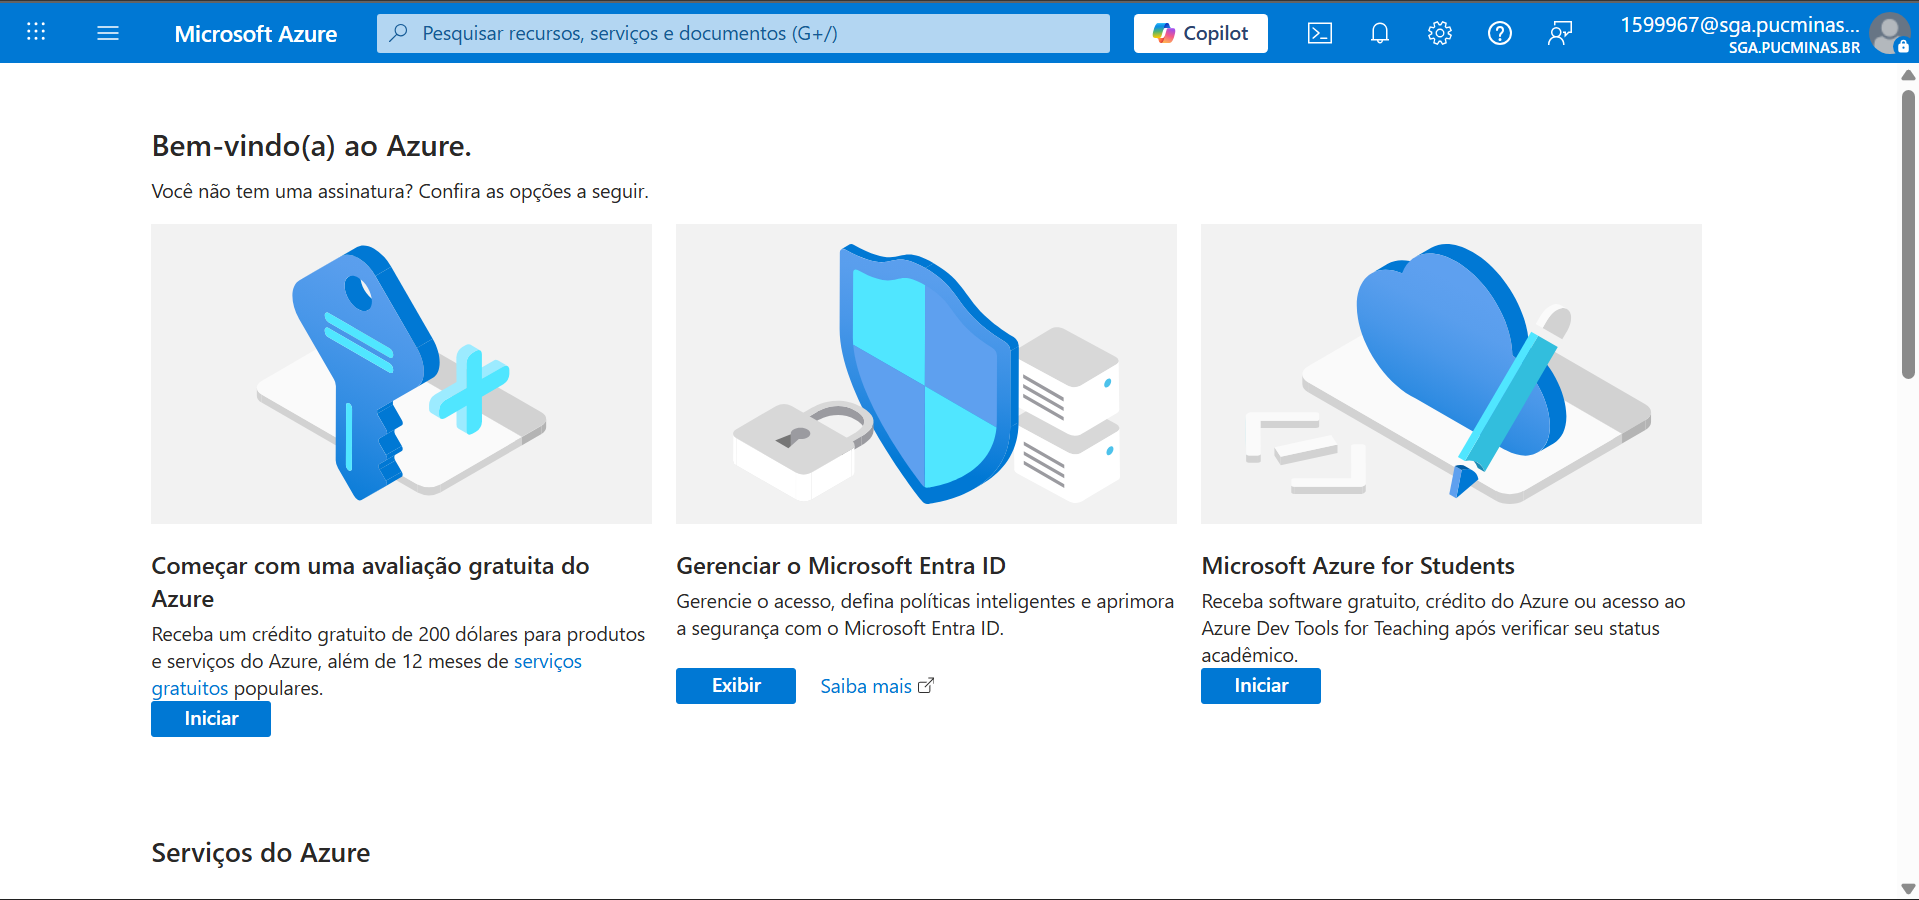 Microsoft Azure
Pesquisar recursos, serviços e documentos (G+/)
Copilot
1599967@sga.pucminas...
SGA.PUCMINAS.BR
Bem-vindo(a) ao Azure.
Você não tem uma assinatura? Confira as opções a seguir.
Começar com uma avaliação gratuita do
Azure
Receba um crédito gratuito de 200 dólares para produtos
e serviços do Azure, além de 12 meses de serviços
gratuitos populares.
Iniciar
Gerenciar o Microsoft Entra ID
Gerencie o acesso, defina políticas inteligentes e aprimora
a segurança com o Microsoft Entra ID.
Exibir
Saiba mais
Microsoft Azure for Students
Receba software gratuito, crédito do Azure ou acesso ao
Azure Dev Tools for Teaching após verificar seu status
acadêmico.
Iniciar
Serviços do Azure